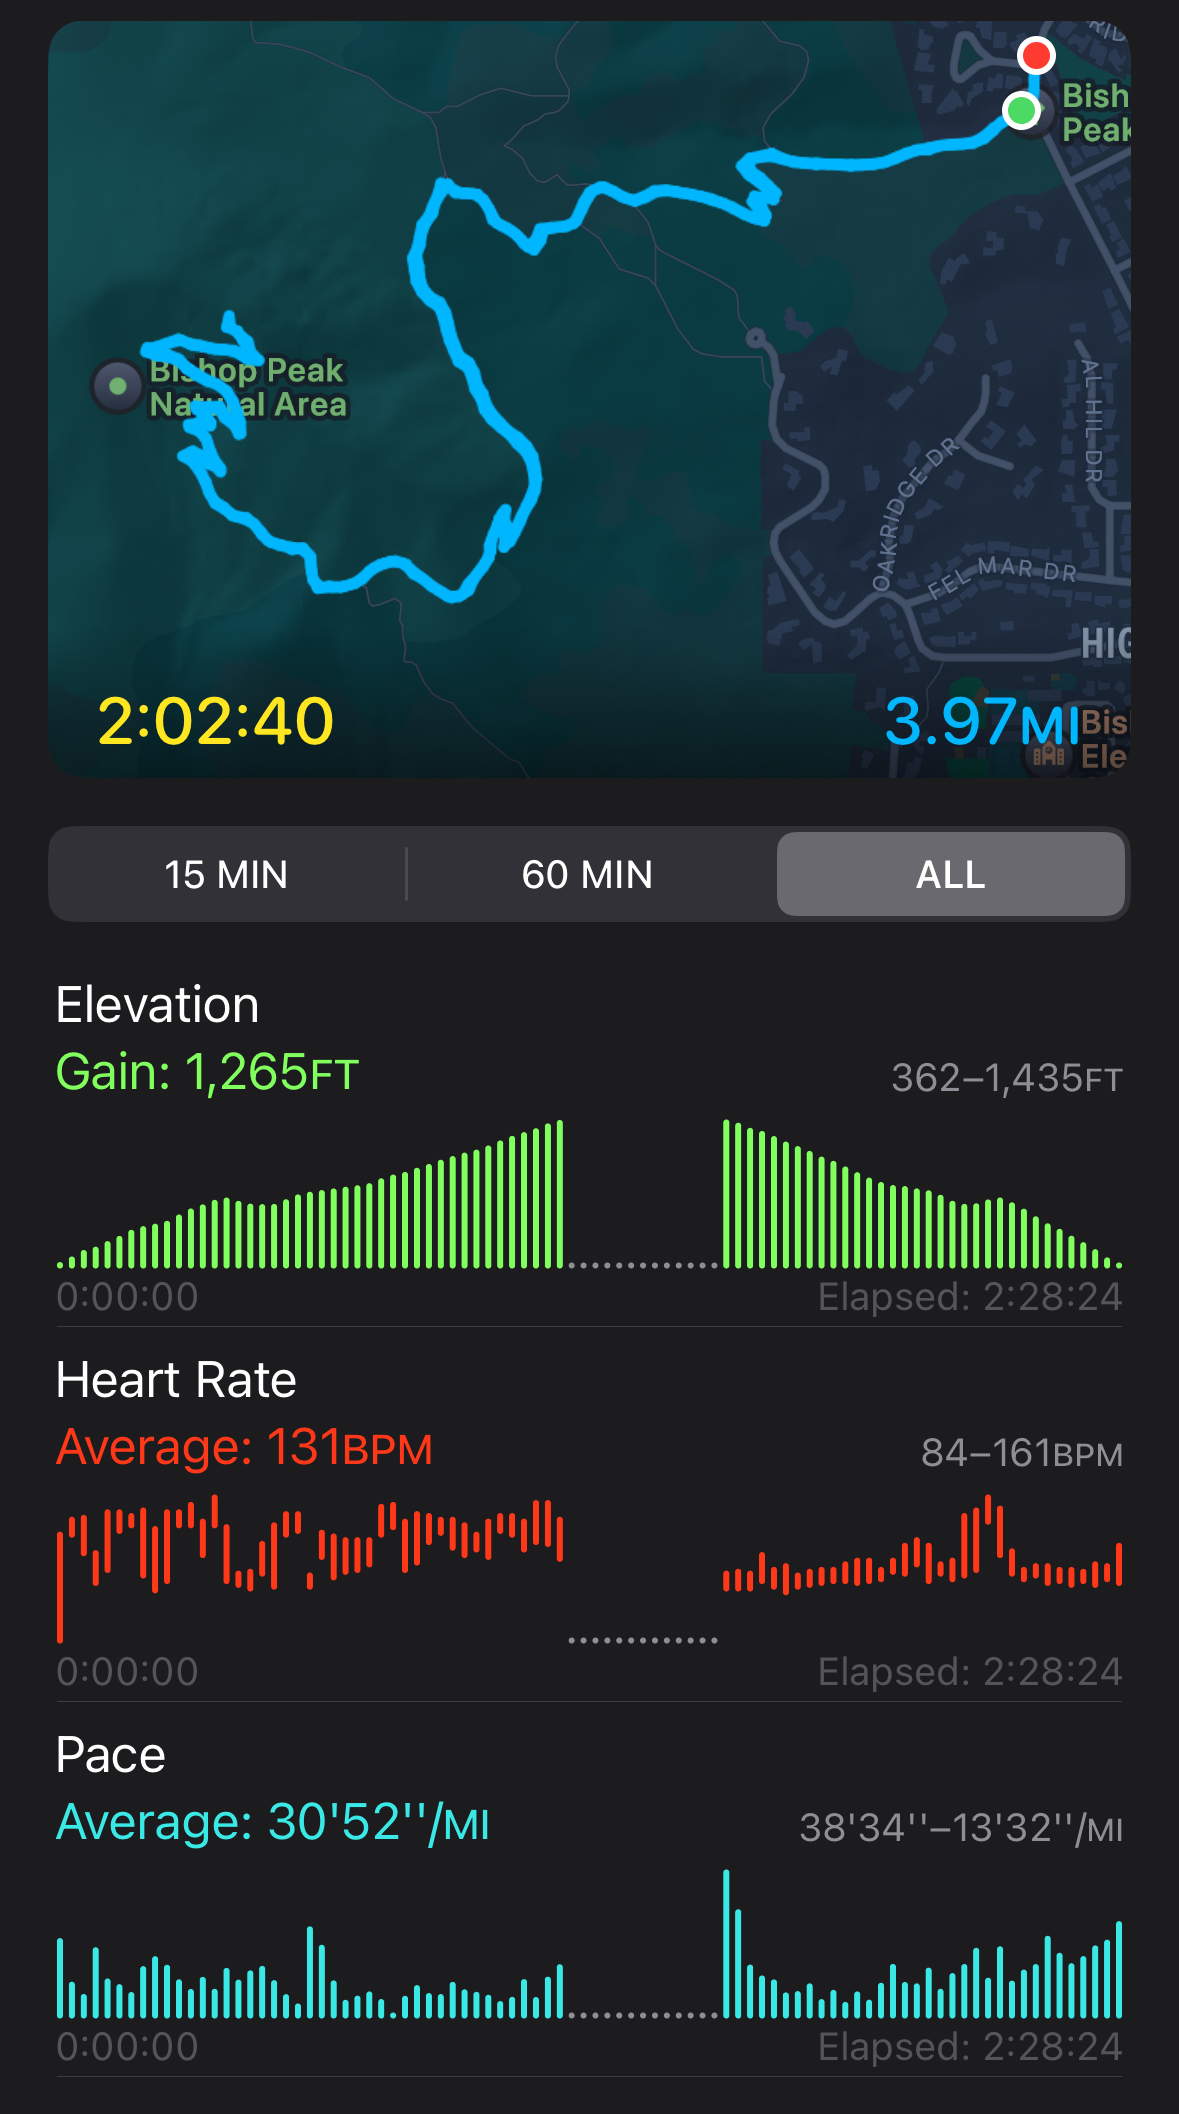 RID
Bish
Peak
Bishop Peak
Natural Area
AL HIL DR
OAKRIDGE DR
FEL MAR DR
HIG
2:02:40
3.97MI
Bis
Ele
15 MIN
60 MIN
ALL
Elevation
Gain: 1,265FT
362–1,435FT
0:00:00
Elapsed: 2:28:24
Heart Rate
Average: 131BPM
84–161BPM
0:00:00
Elapsed: 2:28:24
Pace
Average: 30'52''/MI
38'34''–13'32''/MI
0:00:00
Elapsed: 2:28:24